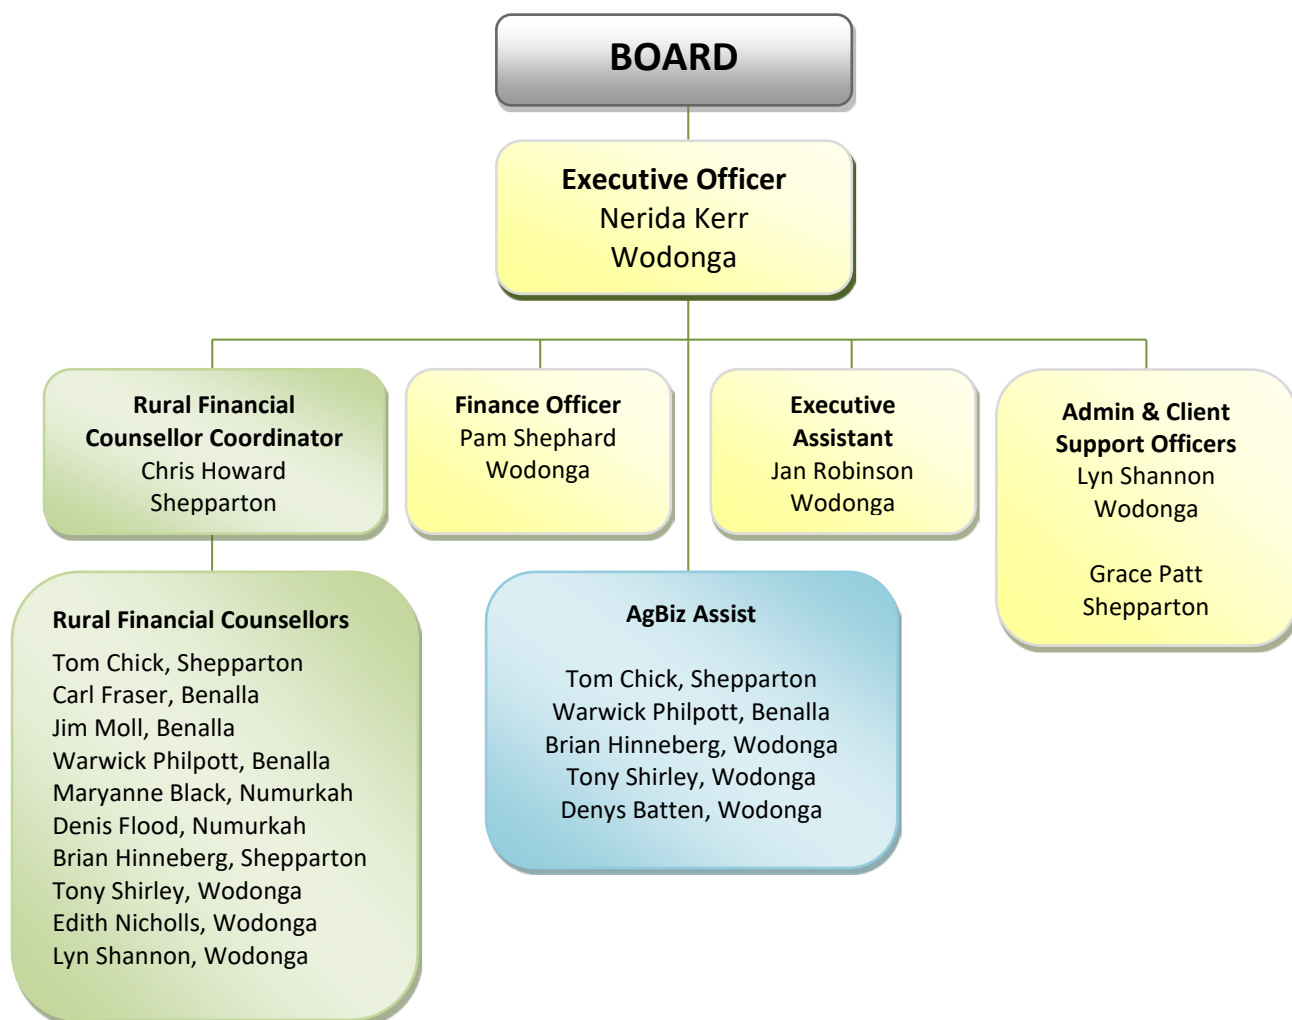 BOARD
Executive Officer
Nerida Kerr
Wodonga
Rural Financial
Counsellor Coordinator
Chris Howard
Shepparton
Finance Officer
Pam Shephard
Wodonga
Executive
Assistant
Jan Robinson
Wodonga
Admin & Client
Support Officers
Lyn Shannon
Wodonga
Grace Patt
Shepparton
Rural Financial Counsellors
Tom Chick, Shepparton
Carl Fraser, Benalla
Jim Moll, Benalla
Warwick Philpott, Benalla
Maryanne Black, Numurkah
Denis Flood, Numurkah
Brian Hinneberg, Shepparton
Tony Shirley, Wodonga
Edith Nicholls, Wodonga
Lyn Shannon, Wodonga
AgBiz Assist
Tom Chick, Shepparton
Warwick Philpott, Benalla
Brian Hinneberg, Wodonga
Tony Shirley, Wodonga
Denys Batten, Wodonga